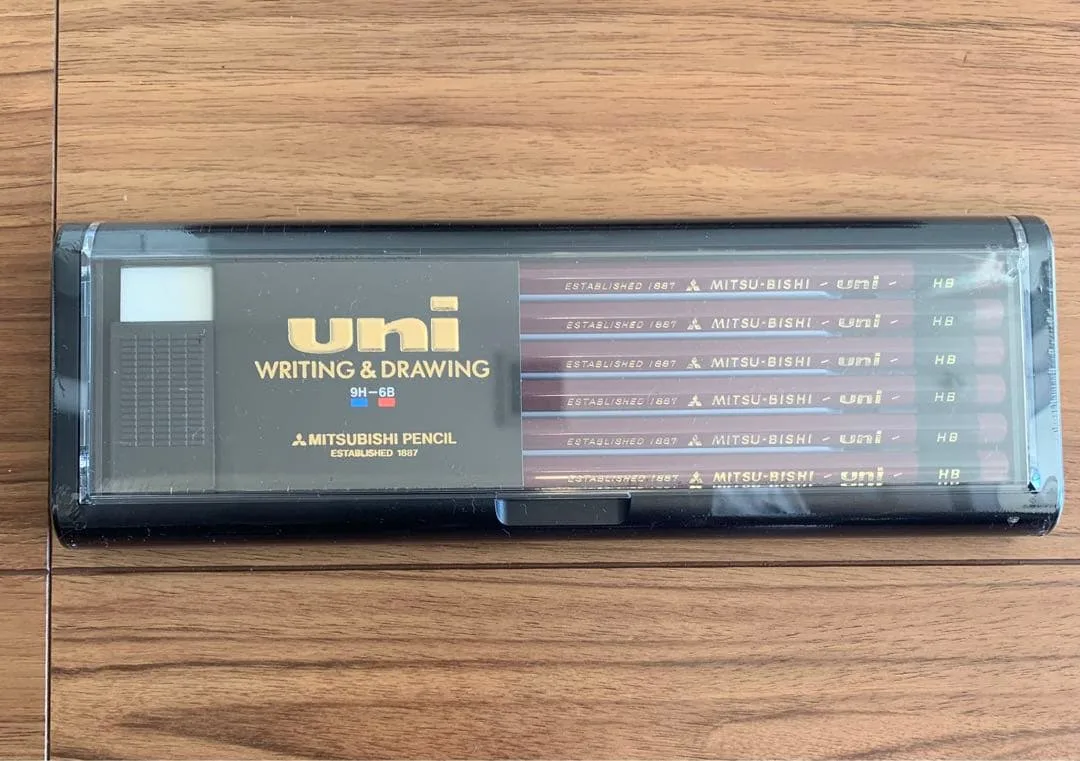 uni
WRITING & DRAWING
9H-6B
MITSUBISHI PENCIL
ESTABLISHED 1887
ESTABLISHED 1887 MITSU-BISHI - uni - HB
ESTABLISHED 1887 MITSU-BISHI - uni - HB
ESTABLISHED 1887 MITSU-BISHI - uni - HB
ESTABLISHED 1887 MITSU-BISHI - uni - HB
ESTABLISHED 1887 MITSU-BISHI - uni - HB
ESTABLISHED 1887 MITSU-BISHI - uni - HB